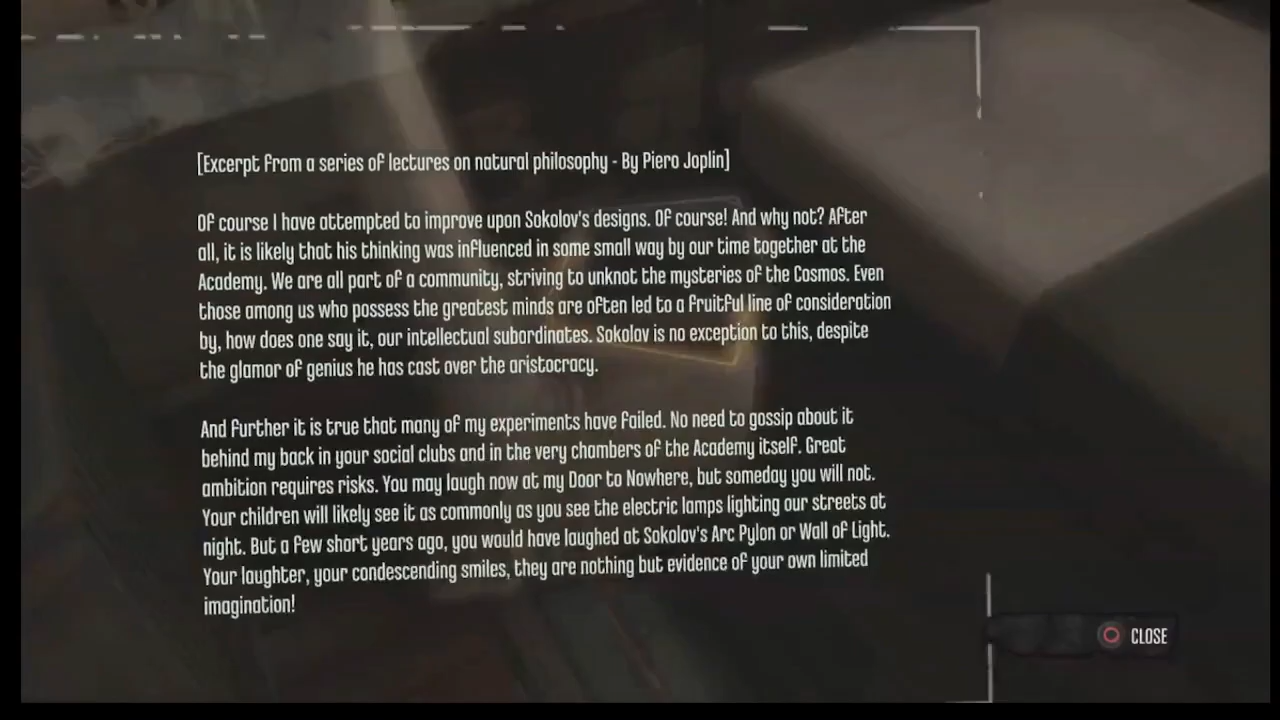 [Excerpt from a series of lectures on natural philosophy - By Piero Joplin]
Of course I have attempted to improve upon Sokolov's designs. Of course! And why not? After
all, it is likely that his thinking was influenced in some small way by our time together at the
Academy. We are all part of a community, striving to unknot the mysteries of the Cosmos. Even
those among us who possess the greatest minds are often led to a fruitful line of consideration
by, how does one say it, our intellectual subordinates. Sokolov is no exception to this, despite
the glamor of genius he has cast over the aristocracy.
And further it is true that many of my experiments have failed. No need to gossip about it
behind my back in your social clubs and in the very chambers of the Academy itself. Great
ambition requires risks. You may laugh now at my Door to Nowhere, but someday you will not.
Your children will likely see it as commonly as you see the electric lamps lighting our streets at
night. But a few short years ago, you would have laughed at Sokolov's Arc Pylon or Wall of Light.
Your laughter, your condescending smiles, they are nothing but evidence of your own limited
imagination!
CLOSE